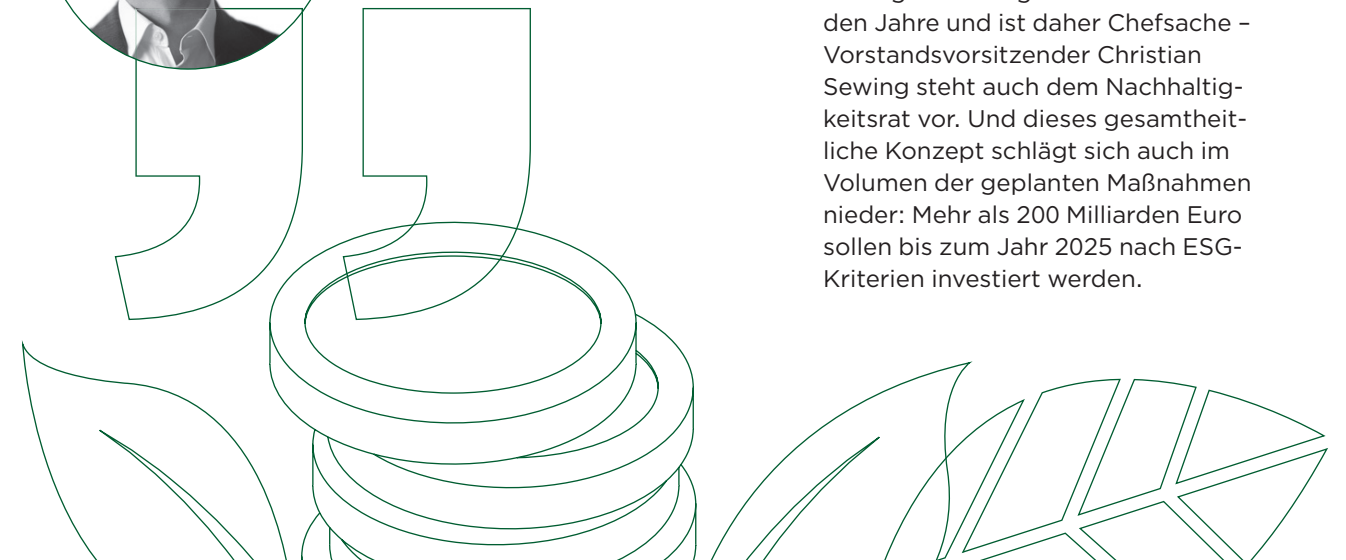 den Jahre und ist daher Chefsache –
Vorstandsvorsitzender Christian
Sewing steht auch dem Nachhaltig-
keitsrat vor. Und dieses gesamtheit-
liche Konzept schlägt sich auch im
Volumen der geplanten Maßnahmen
nieder: Mehr als 200 Milliarden Euro
sollen bis zum Jahr 2025 nach ESG-
Kriterien investiert werden.